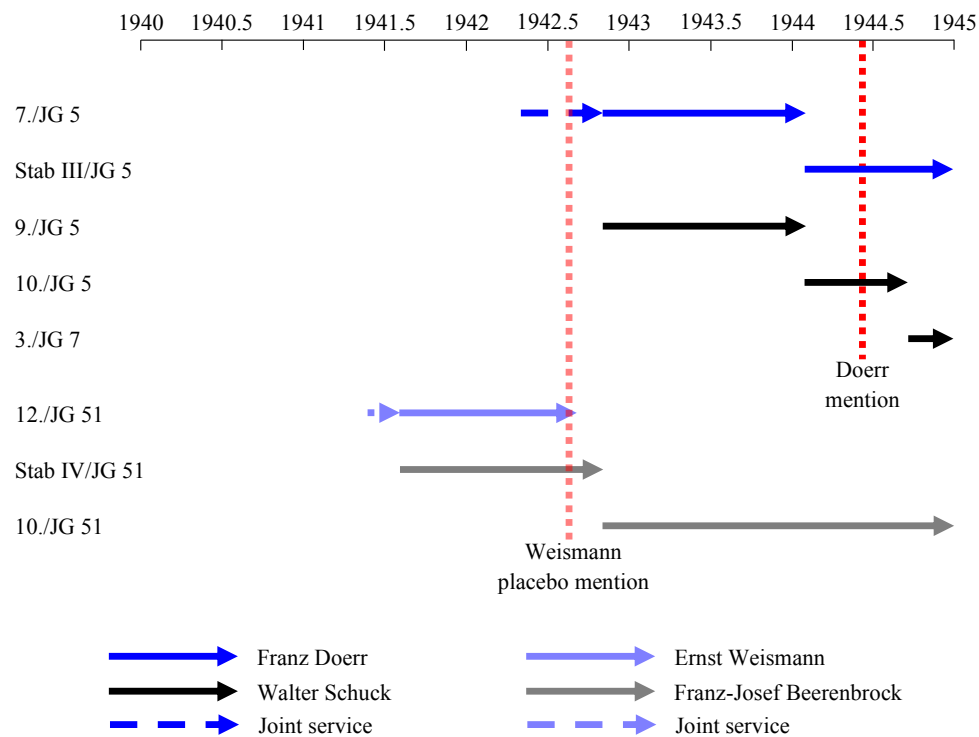 1940 1940.5 1941 1941.5 1942 1942.5 1943 1943.5 1944 1944.5 1945
7./JG 5
Stab III/JG 5
9./JG 5
10./JG 5
3./JG 7
Doerr
mention
12./JG 51
Stab IV/JG 51
10./JG 51
Weismann
placebo mention
Franz Doerr
Ernst Weismann
Walter Schuck
Franz-Josef Beerenbrock
Joint service
Joint service